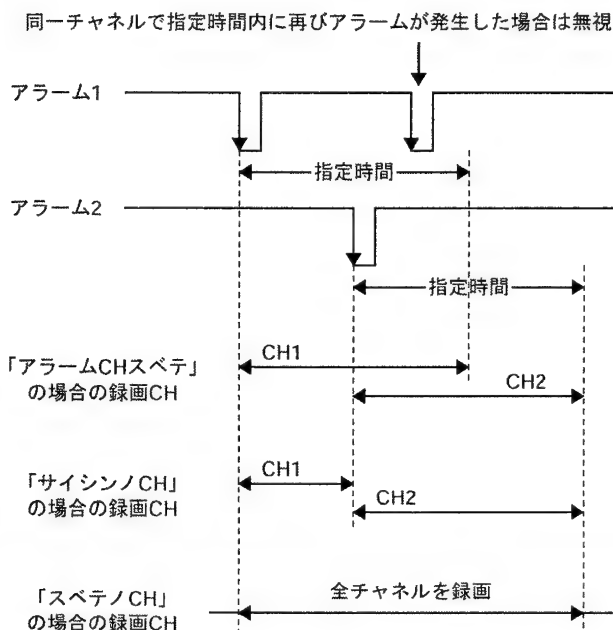 同一チャネルで指定時間内に再びアラームが発生した場合は無視
アラーム1
指定時間
アラーム2
指定時間
「アラームCHスベテ」
の場合の録画CH
CH1
CH2
「サイシンノCH」
の場合の録画CH
CH1
CH2
「スベテノCH」
の場合の録画CH
全チャネルを録画